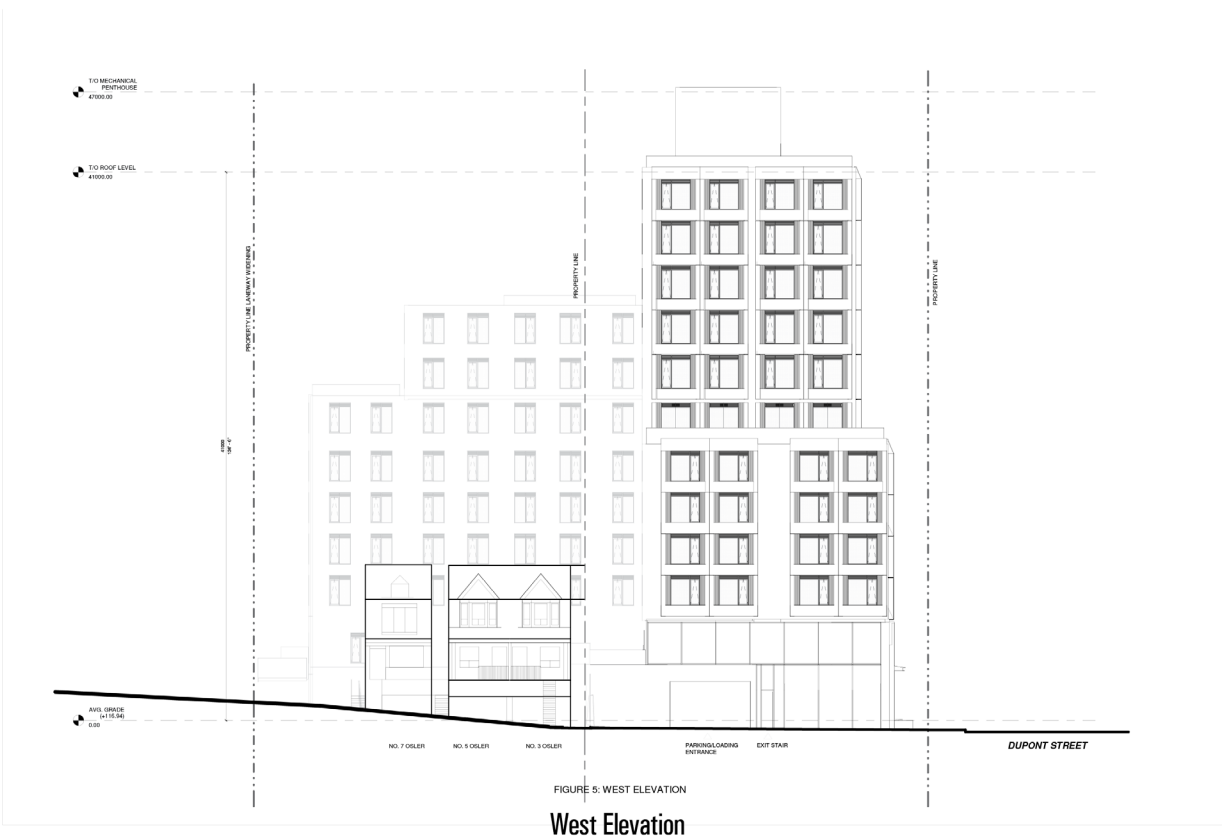 T/O MECHANICAL
PENTHOUSE
47000.00
T/O ROOF LEVEL
41000.00
PROPERTY LINE LANEWAY WIDENING
PROPERTY LINE
PROPERTY LINE
41000
AVG. GRADE
(+116.94)
0.00
NO. 7 OSLER
NO. 5 OSLER
NO. 3 OSLER
PARKING/LOADING
ENTRANCE
EXIT STAIR
DUPONT STREET
FIGURE 5: WEST ELEVATION
West Elevation